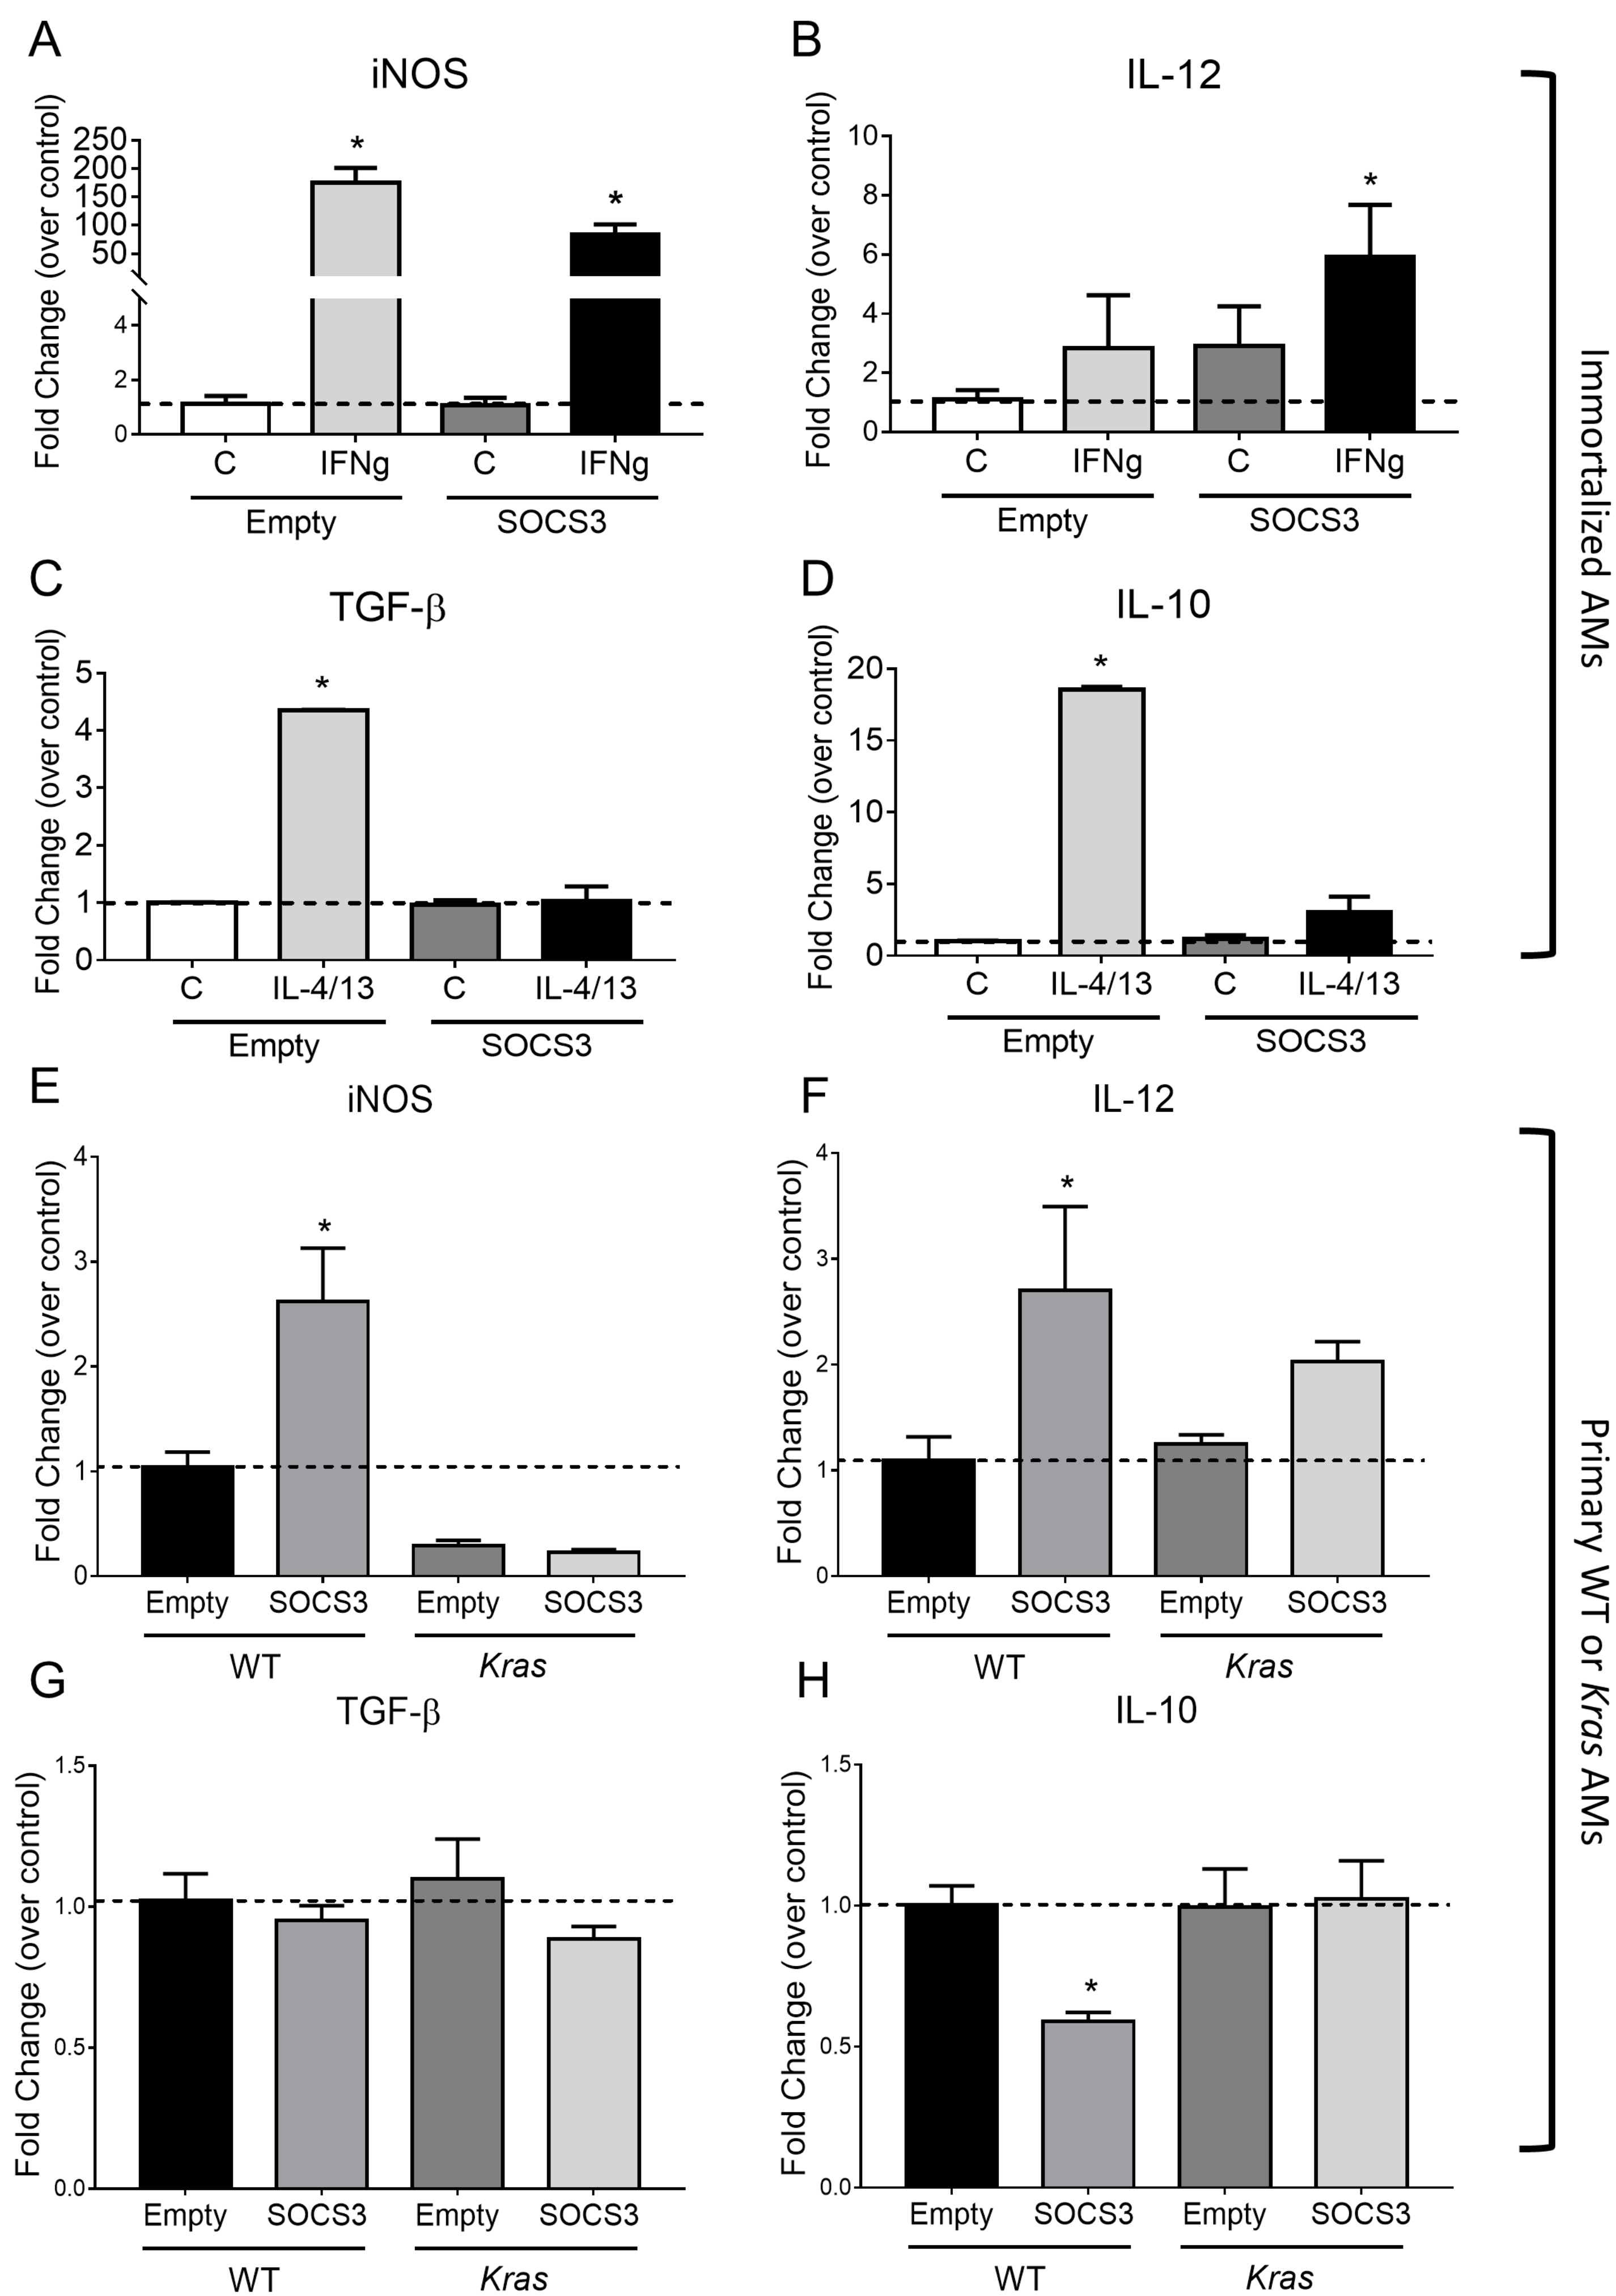 A
iNOS
Fold Change (over control)
250
200
150
100
50
4
2
0
*
*
C IFNg C IFNg
Empty SOCS3
B
IL-12
Fold Change (over control)
10
8
6
4
2
0
*
C IFNg C IFNg
Empty SOCS3
C
TGF-β
Fold Change (over control)
5
4
3
2
1
0
*
C IL-4/13 C IL-4/13
Empty SOCS3
D
IL-10
Fold Change (over control)
20
15
10
5
0
*
C IL-4/13 C IL-4/13
Empty SOCS3
Immortalized AMs
E
iNOS
Fold Change (over control)
4
3
2
1
0
*
Empty SOCS3 Empty SOCS3
WT Kras
F
IL-12
Fold Change (over control)
4
3
2
1
0
*
Empty SOCS3 Empty SOCS3
WT Kras
G
TGF-β
Fold Change (over control)
1.5
1.0
0.5
0.0
Empty SOCS3 Empty SOCS3
WT Kras
H
IL-10
Fold Change (over control)
1.5
1.0
0.5
0.0
*
Empty SOCS3 Empty SOCS3
WT Kras
Primary WT or Kras AMs